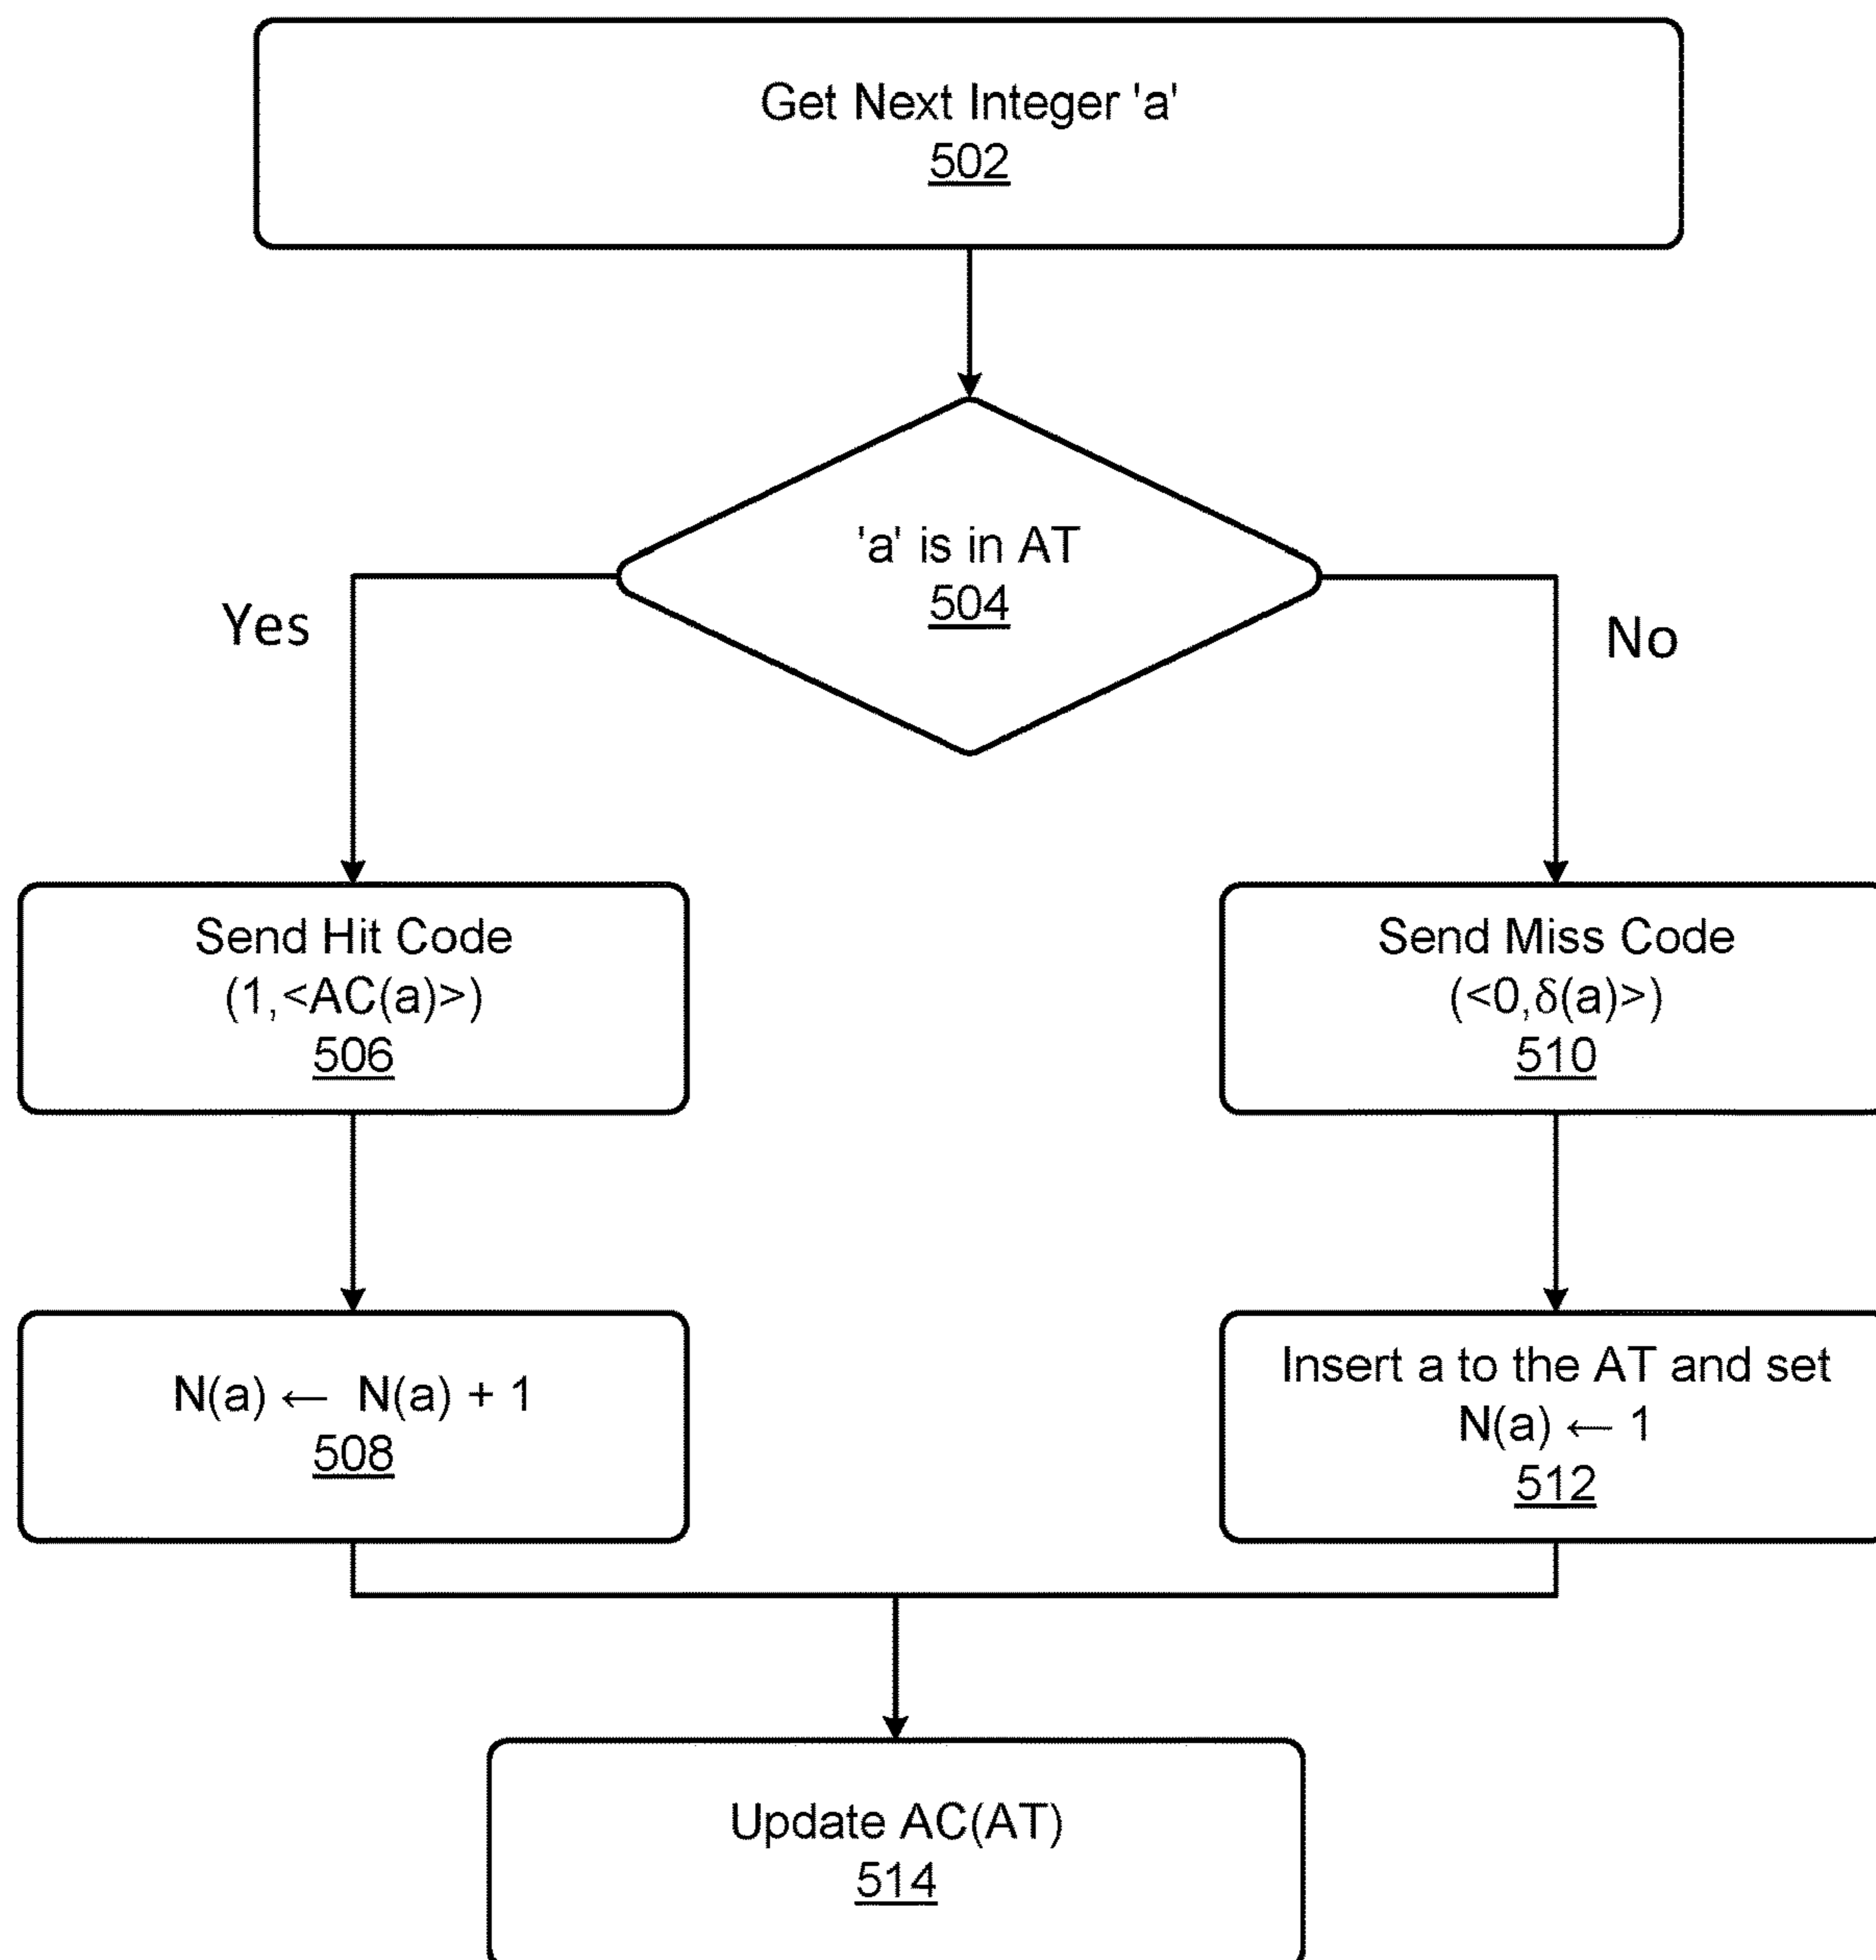 Get Next Integer 'a'
502
'a' is in AT
504
Yes
No
Send Hit Code
(1,<AC(a)>)
506
Send Miss Code
(<0,δ(a)>)
510
N(a) ← N(a) + 1
508
Insert a to the AT and set
N(a) ← 1
512
Update AC(AT)
514